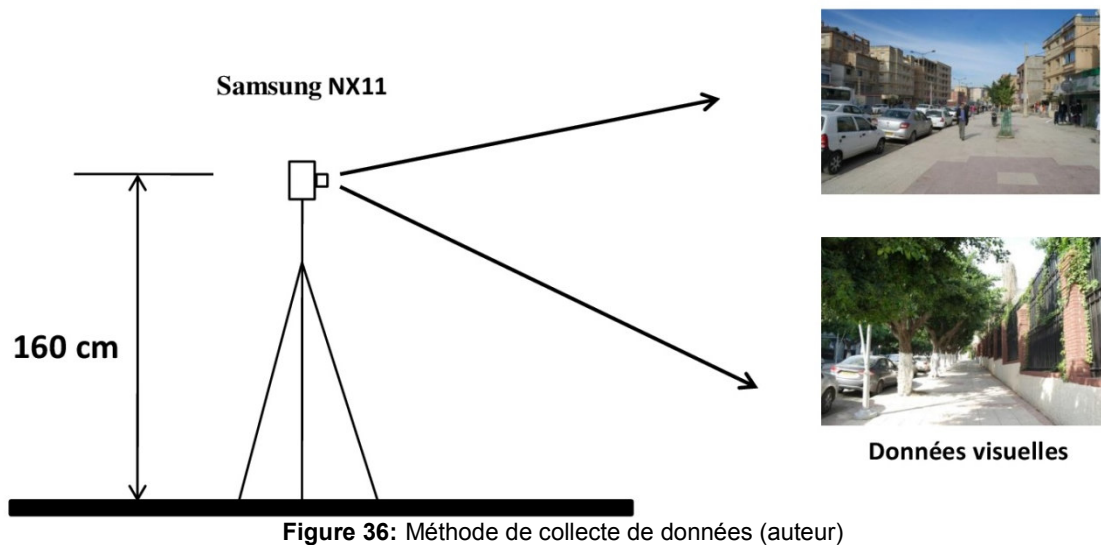 Samsung NX11
160 cm
Données visuelles
Figure 36: Méthode de collecte de données (auteur)